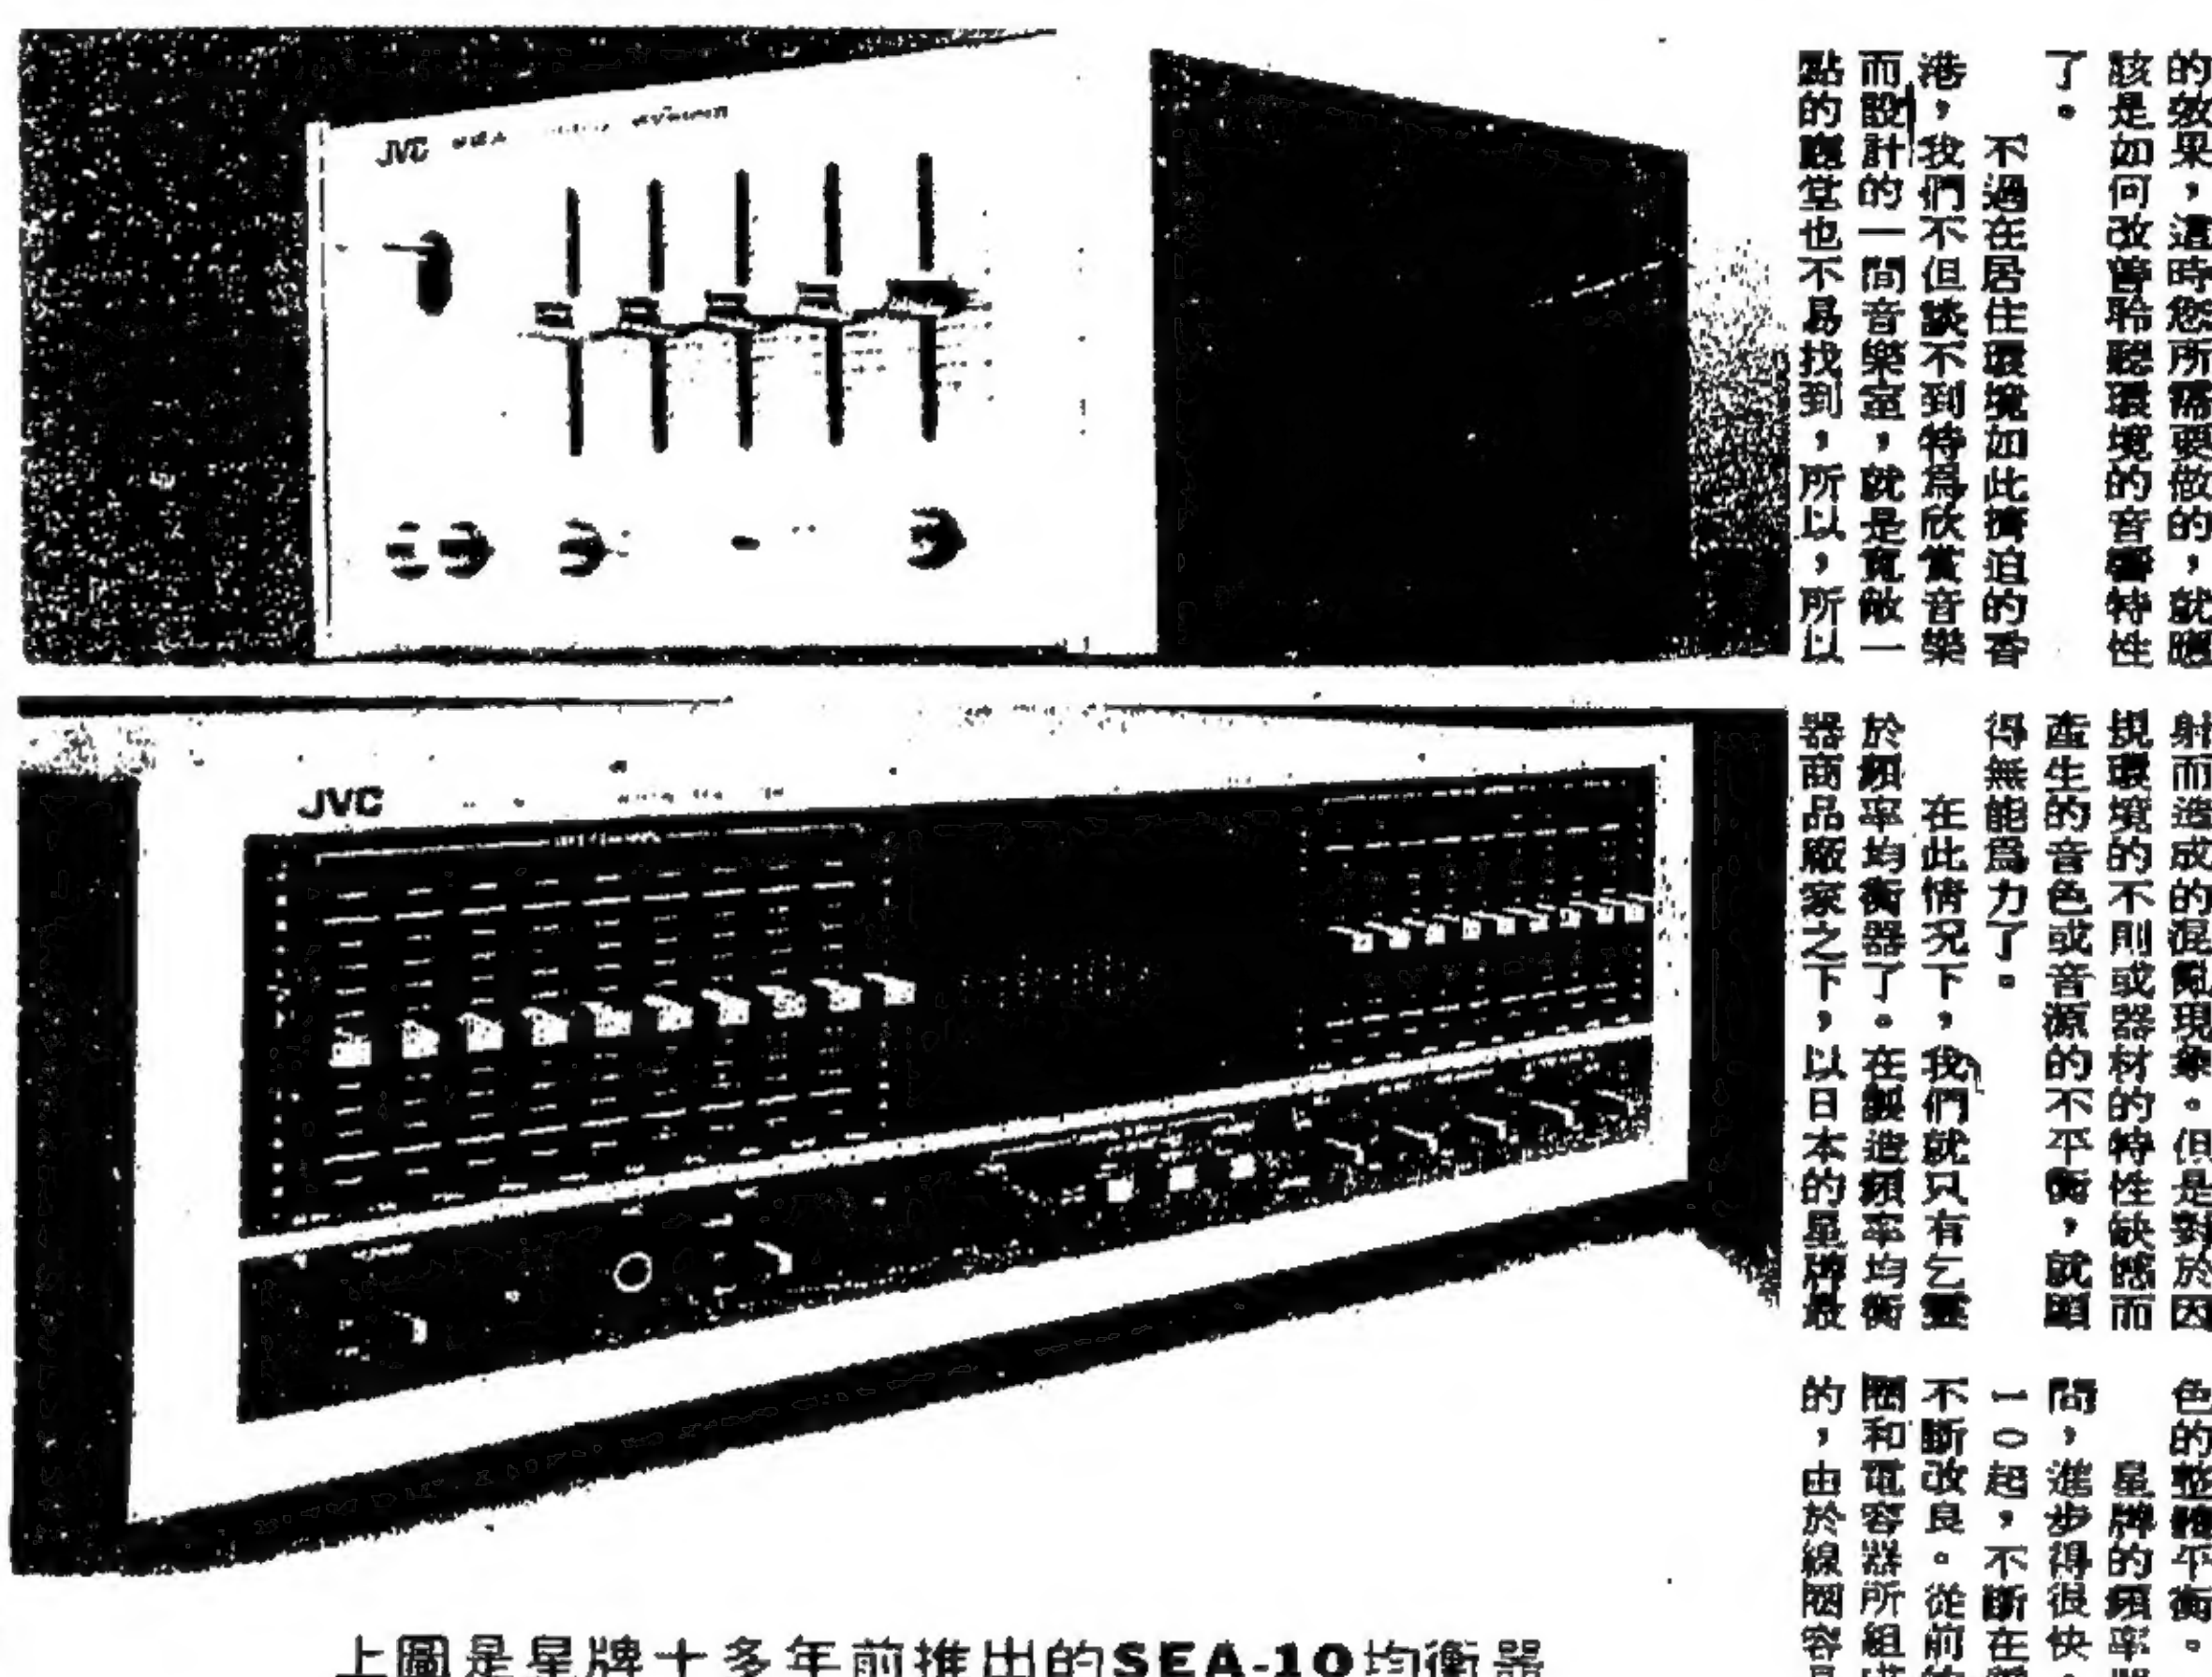 JVC
JVC
的效果，這時您所需要做的，就應
該是如何改善聆聽環境的音響特性
了。
不過在居住環境如此擠迫的香
港，我們不但談不到特爲欣賞音樂
而設計的一間音樂室，就是寬敞一
點的廳堂也不易找到，所以，所以
射而造成的混亂現象。但是對於因
環境的不則或器材的特性缺憾而
產生的音色或音源的不平衡，就顯
得無能爲力了。
在此情況下，我們就只有乞靈
於頻率均衡器了。在製造頻率均衡
器商品廠家之下，以日本的星牌最
色的整體平衡。
星牌的頻率
問，進步得很快
一○起，不斷在
不斷改良。從前
圈和電容器所組
的，由於線圈容易
上圖是星牌十多年前推出的SEA-10均衡器